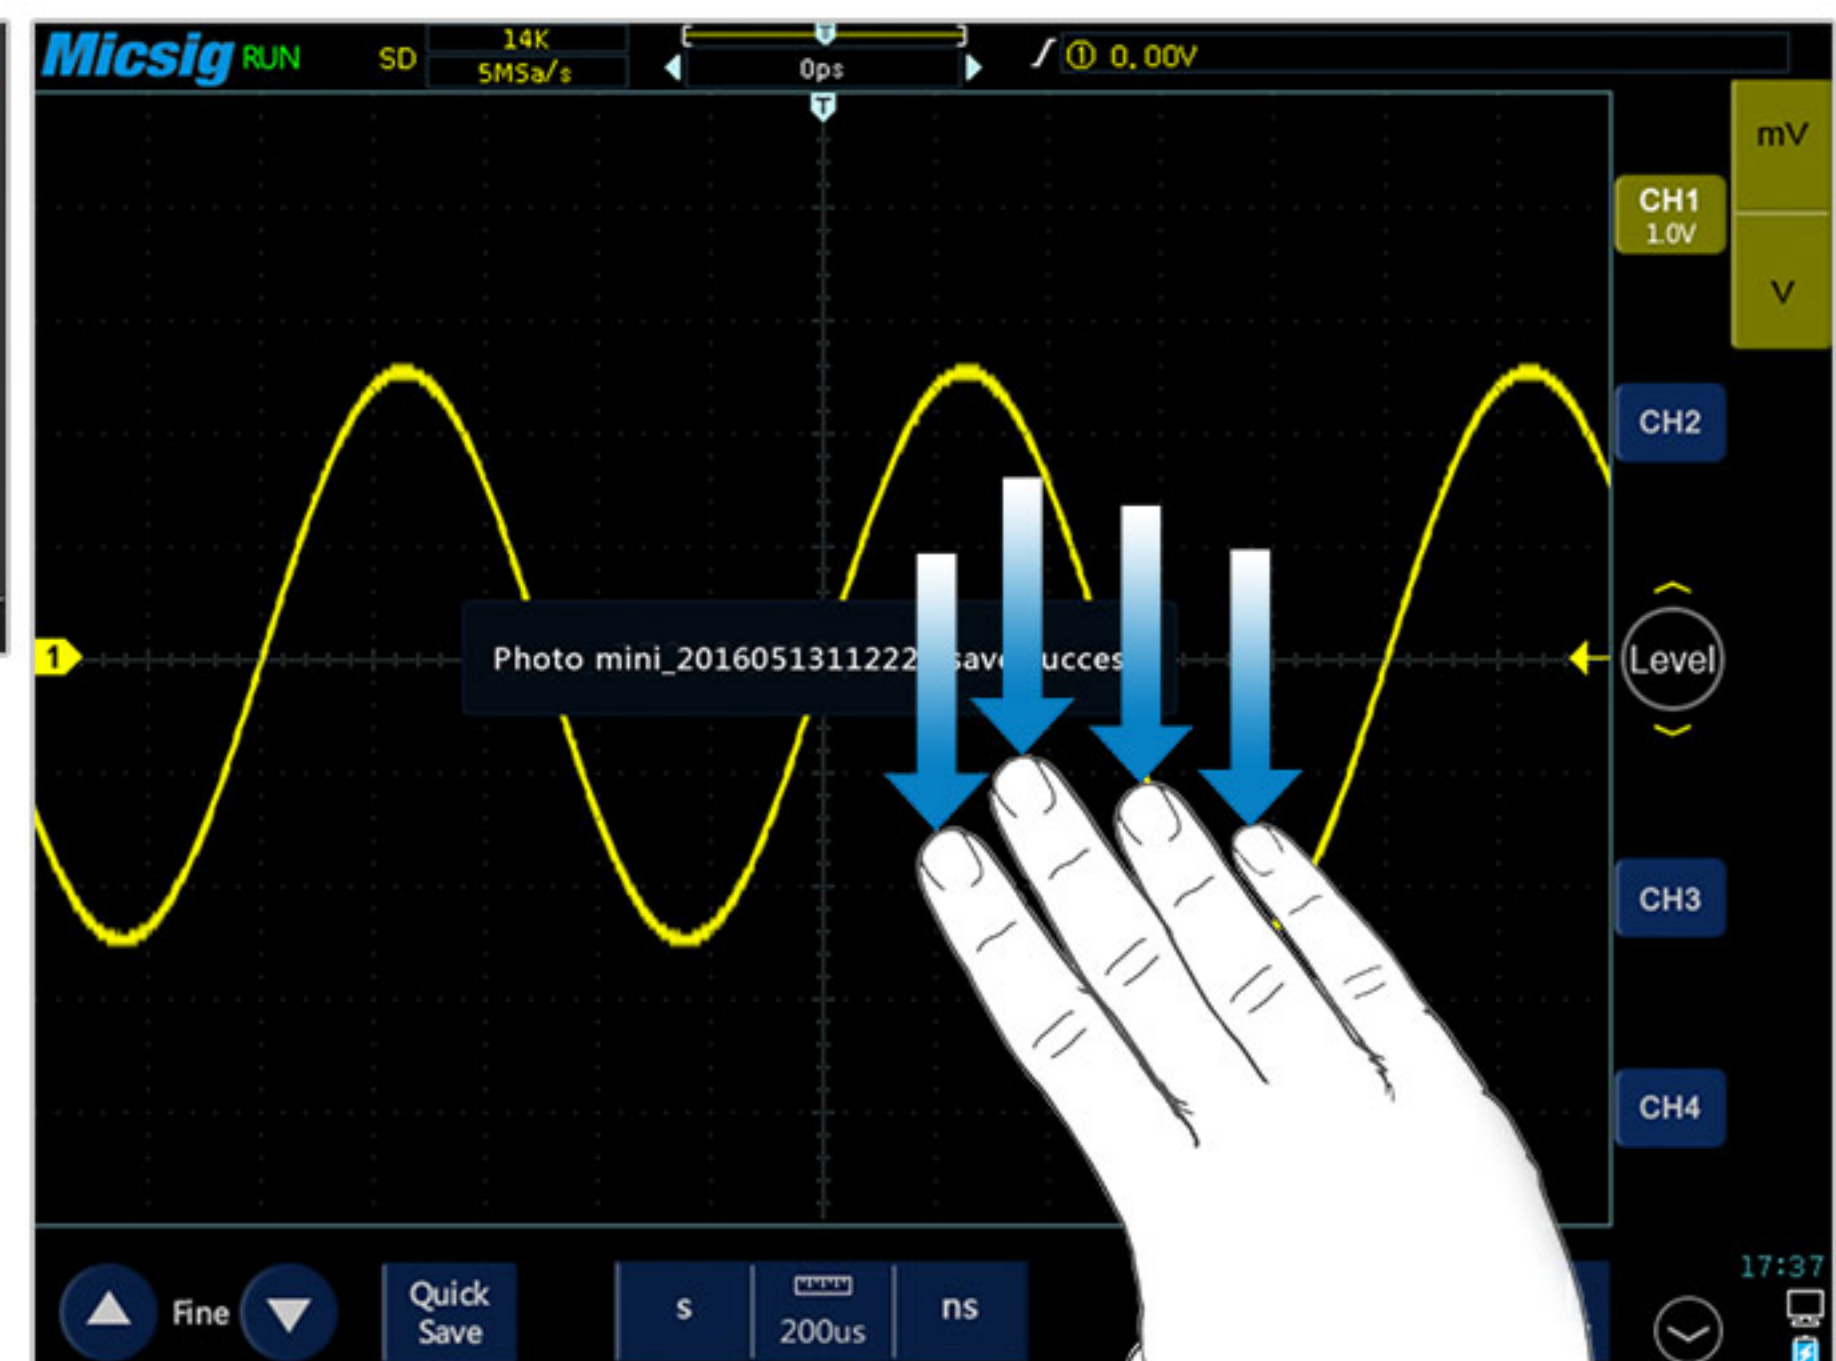 Micsig RUN SD 14K
5MSa/s
T
0ps
1 0.00V
T
mV
CH1
1.0V
V
CH2
1
Photo
Level
CH3
CH4
17:37
Fine
Quick
Save
s
200us
ns